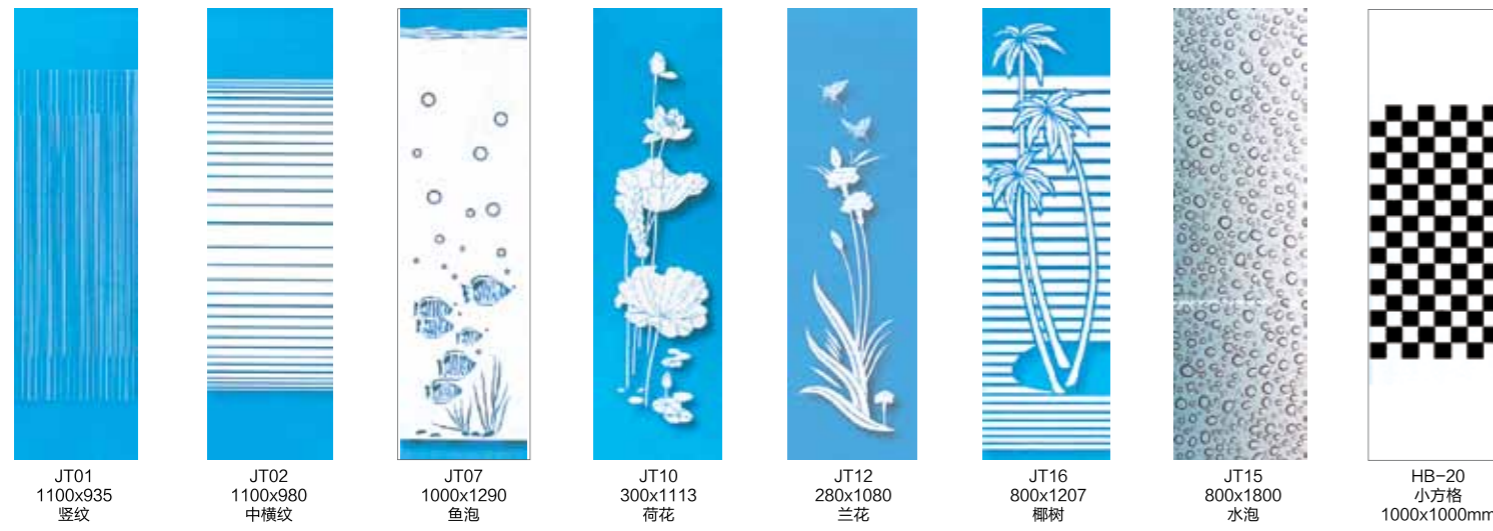 JT01
1100x935
竖纹
JT02
1100x980
中横纹
JT07
1000x1290
鱼泡
JT10
300x1113
荷花
JT12
280x1080
兰花
JT16
800x1207
椰树
JT15
800x1800
水泡
HB-20
小方格
1000x1000mm